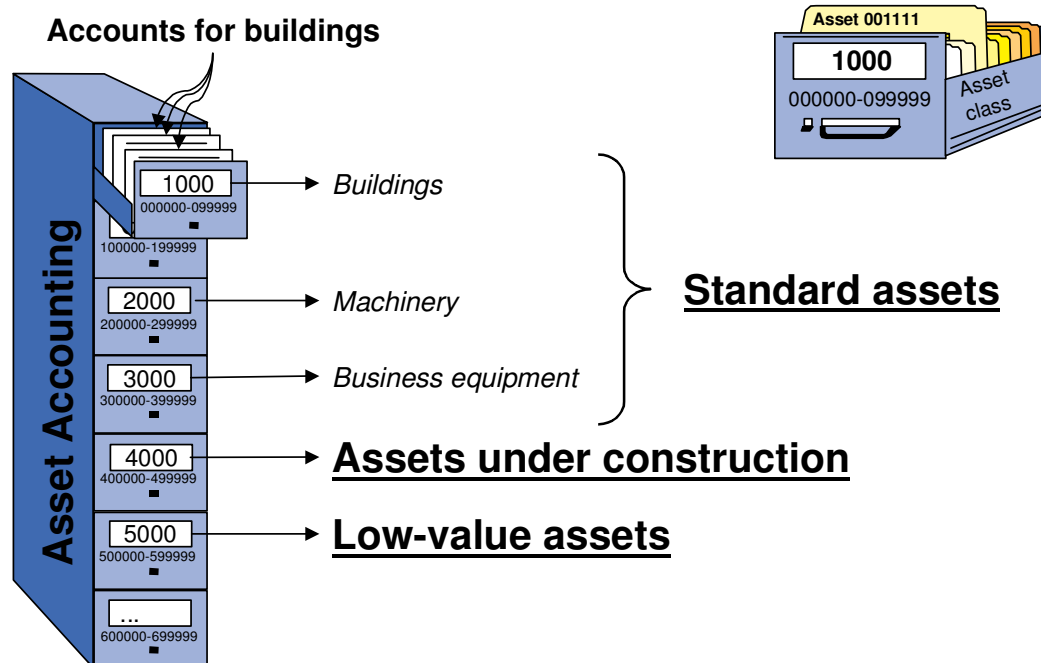 Accounts for buildings
Asset 001111
1000
000000-099999
Asset
class
Asset Accounting
1000
000000-099999
Buildings
100000-199999
2000
200000-299999
Machinery
Standard assets
3000
300000-399999
Business equipment
4000
400000-499999
Assets under construction
5000
500000-599999
Low-value assets
...
600000-699999